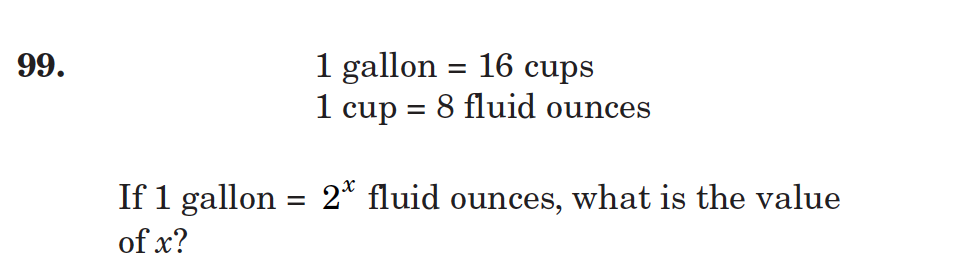 99. 1 gallon = 16 cups
1 cup = 8 fluid ounces
If 1 gallon = 2ˣ fluid ounces, what is the value
of x?